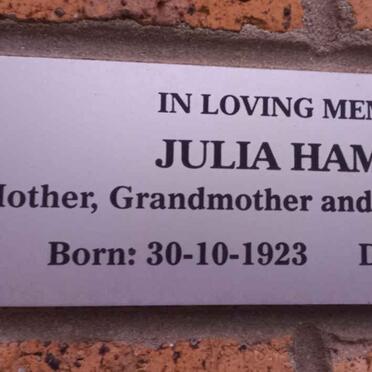 IN LOVING MEM
JULIA HAM
Mother, Grandmother and
Born: 30-10-1923 D